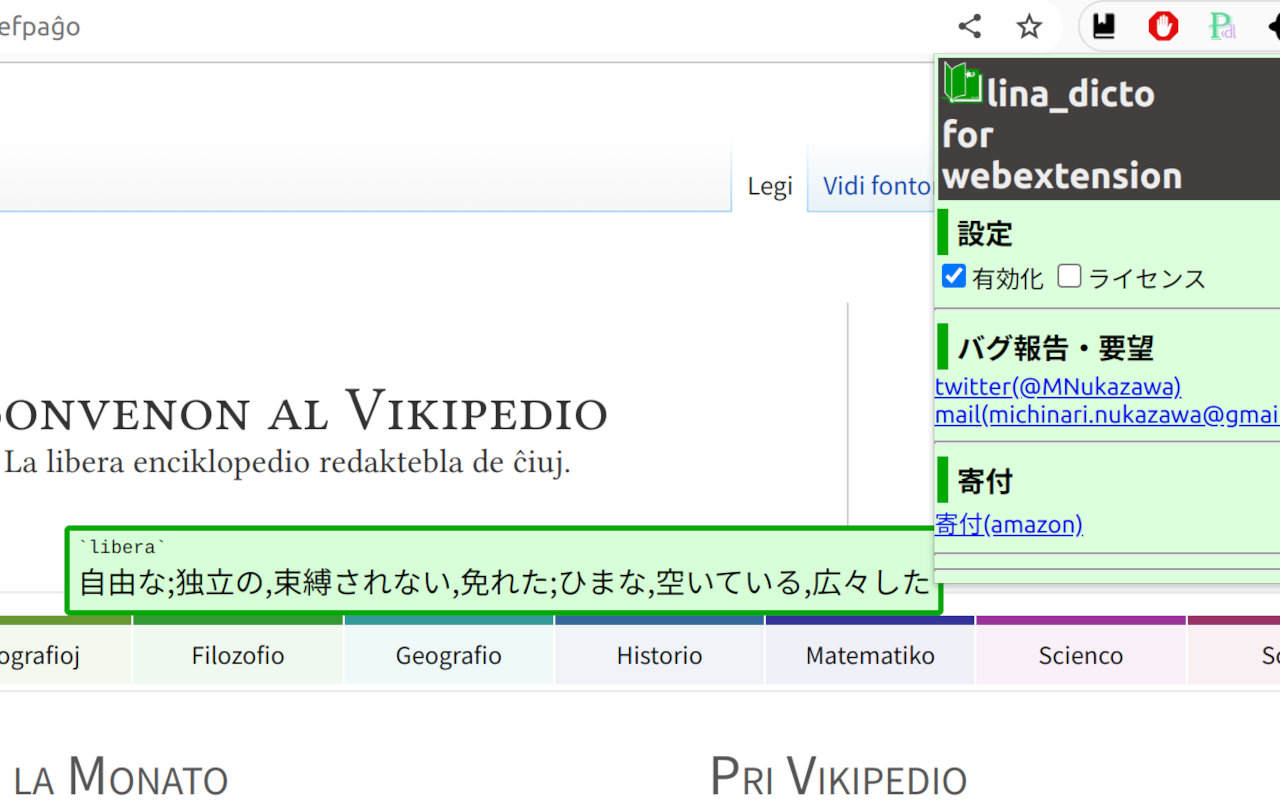 efpaĝo
lina_dicto
for
webextension
Legi
Vidi fonto
設定
有効化 ライセンス
バグ報告・要望
twitter(@MNukazawa)
mail(michinari.nukazawa@gmai
寄付
寄付(amazon)
onvenon al Vikipedio
La libera enciklopedio redaktebla de ĉiuj.
`libera`
自由な;独立の,束縛されない,免れた;ひまな,空いている,広々した
ografioj
Filozofio
Geografio
Historio
Matematiko
Scienco
la Monato
Pri Vikipedio